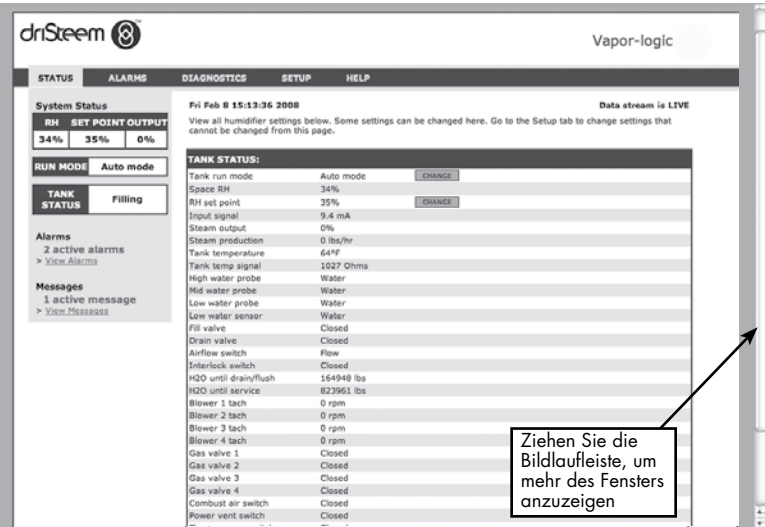 driSteem
Vapor-logic
STATUS ALARMS DIAGNOSTICS SETUP HELP
System Status
RH SET POINT OUTPUT
34% 35% 0%
RUN MODE Auto mode
TANK STATUS Filling
Alarms
2 active alarms
> View Alarms
Messages
1 active message
> View Messages
Fri Feb 8 15:13:36 2008 Data stream is LIVE
View all humidifier settings below. Some settings can be changed here. Go to the Setup tab to change settings that
cannot be changed from this page.
TANK STATUS:
Tank run mode Auto mode CHANGE
Space RH 34%
RH set point 35% CHANGE
Input signal 9.4 mA
Steam output 0%
Steam production 0 lbs/hr
Tank temperature 64°F
Tank temp signal 1027 Ohms
High water probe Water
Mid water probe Water
Low water probe Water
Low water sensor Water
Fill valve Closed
Drain valve Closed
Airflow switch Flow
Interlock switch Closed
H2O until drain/flush 164948 lbs
H2O until service 823961 lbs
Blower 1 tach 0 rpm
Blower 2 tach 0 rpm
Blower 3 tach 0 rpm
Blower 4 tach 0 rpm
Gas valve 1 Closed
Gas valve 2 Closed
Gas valve 3 Closed
Gas valve 4 Closed
Combust air switch Closed
Power vent switch Closed
Ziehen Sie die
Bildlaufleiste, um
mehr des Fensters
anzuzeigen